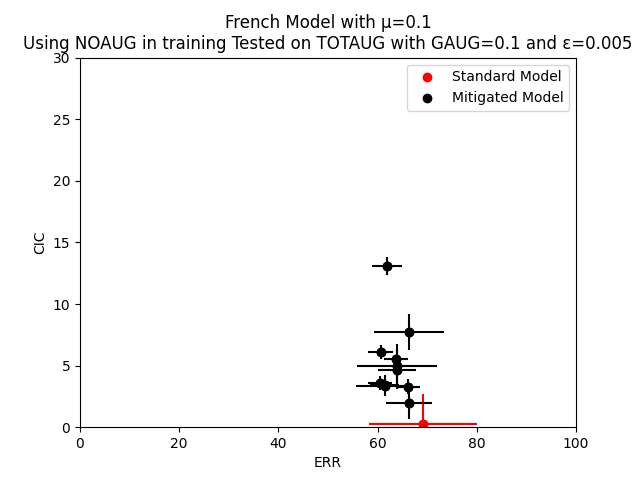 French Model with μ=0.1
Using NOAUG in training Tested on TOTAUG with GAUG=0.1 and ε=0.005
Standard Model
Mitigated Model
CIC
30
25
20
15
10
5
0
0 20 40 60 80 100
ERR